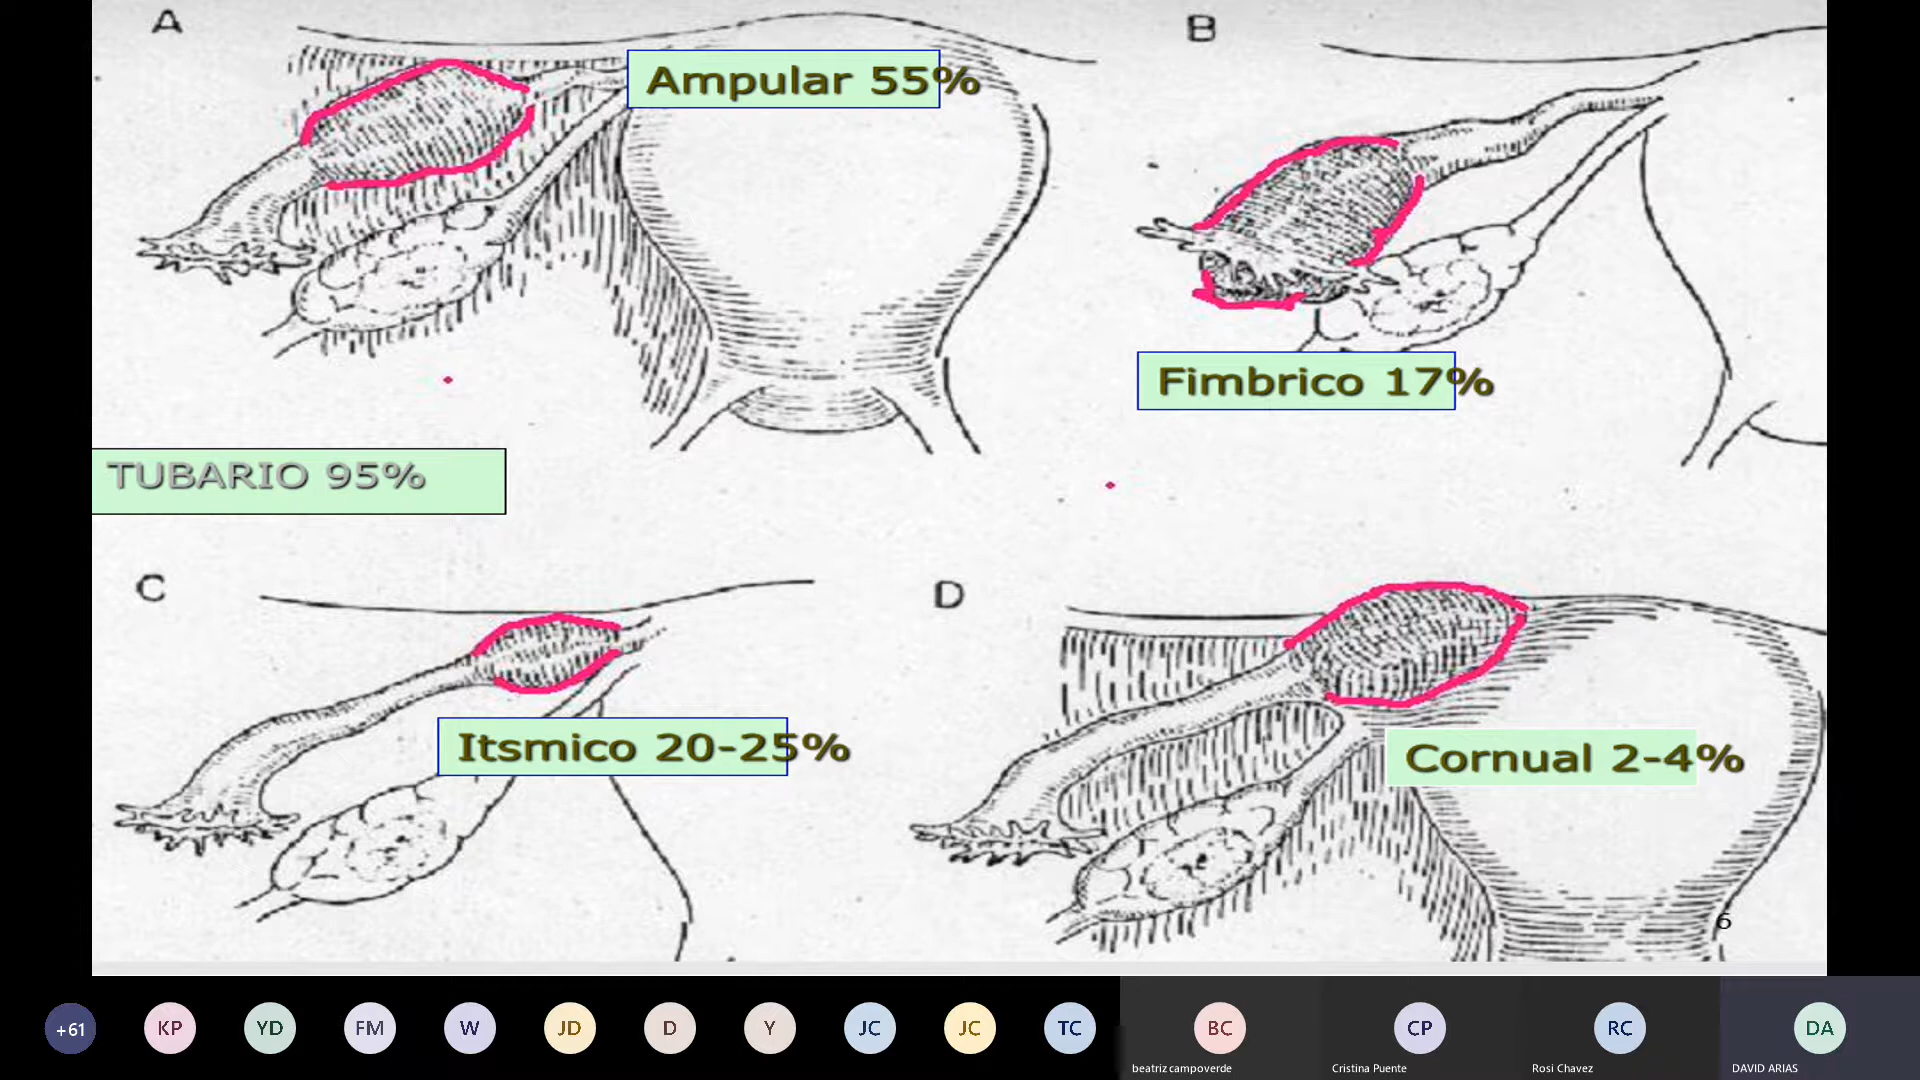 A
B
Ampular 55%
Fimbrico 17%
TUBARIO 95%
C
D
Itsmico 20-25%
Cornual 2-4%
6
+61
KP
YD
FM
W
JD
D
Y
JC
JC
TC
BC
CP
RC
DA
beatriz campoverde
Cristina Puente
Rosi Chavez
DAVID ARIAS